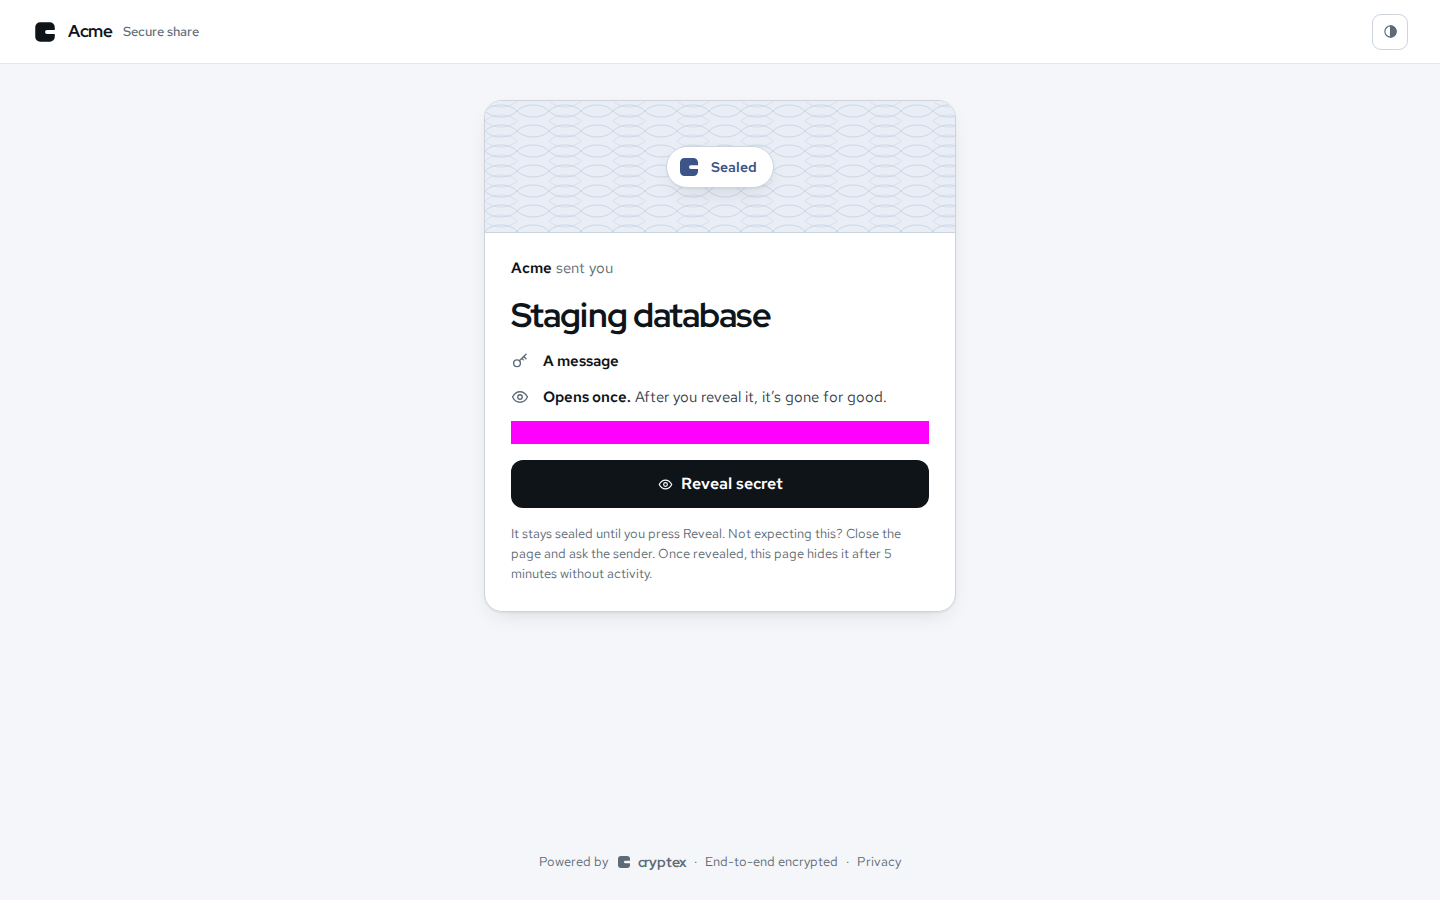 Acme Secure share
Sealed
Acme sent you
Staging database
A message
Opens once. After you reveal it, it’s gone for good.
Reveal secret
It stays sealed until you press Reveal. Not expecting this? Close the
page and ask the sender. Once revealed, this page hides it after 5
minutes without activity.
Powered by cryptex · End-to-end encrypted · Privacy